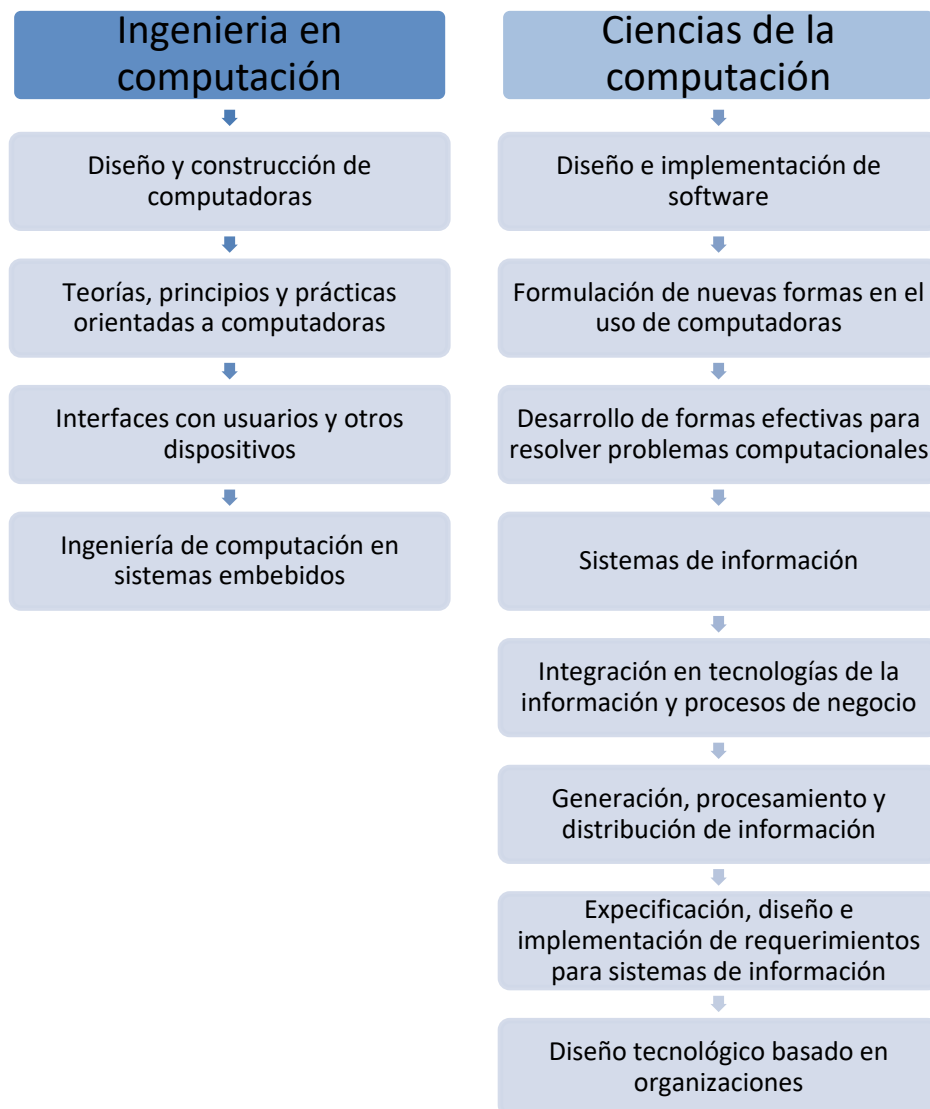 Ingenieria en
computación
Diseño y construcción de
computadoras
Teorías, principios y prácticas
orientadas a computadoras
Interfaces con usuarios y otros
dispositivos
Ingeniería de computación en
sistemas embebidos
Ciencias de la
computación
Diseño e implementación de
software
Formulación de nuevas formas en el
uso de computadoras
Desarrollo de formas efectivas para
resolver problemas computacionales
Sistemas de información
Integración en tecnologías de la
información y procesos de negocio
Generación, procesamiento y
distribución de información
Expecificación, diseño e
implementación de requerimientos
para sistemas de información
Diseño tecnológico basado en
organizaciones